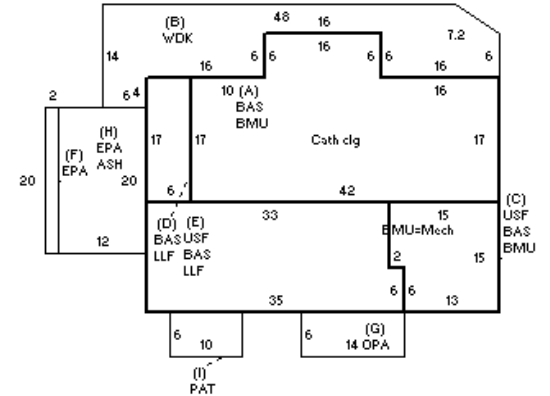 (B)
WDK
48
16
7.2
14
16
6 6
16
6 6
16
6
2
6 4
10 (A)
BAS
BMU
16
(H)
EPA
ASH
17
17
Cath clg
17
(F)
EPA
20
20
6
42
(C)
USF
BAS
BMU
12
(D)
BAS
LLF
(E)
USF
BAS
LLF
33
15
BMU=Mech
2
15
6 6
35
13
6
10
6
(G)
14 OPA
(I)
PAT